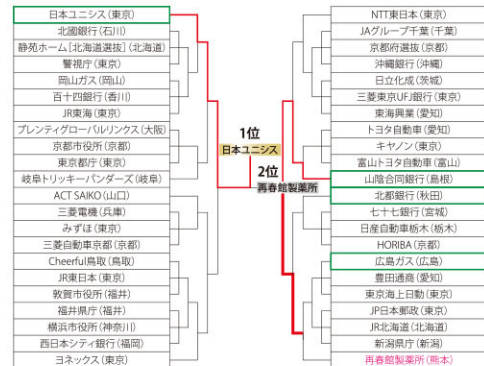 日本ユニシス(東京)
北國銀行(石川)
静苑ホーム[北海道選抜](北海道)
警視庁(東京)
岡山ガス(岡山)
百十四銀行(香川)
JR東海(東京)
プレンティグローバルリンクス(大阪)
京都市役所(京都)
東京都庁(東京)
岐阜トリッキーパンダーズ(岐阜)
ACT SAIKO(山口)
三菱電機(兵庫)
みずほ(東京)
三菱自動車京都(京都)
Cheerful鳥取(鳥取)
JR東日本(東京)
敦賀市役所(福井)
福井県庁(福井)
横浜市役所(神奈川)
西日本シティ銀行(福岡)
ヨネックス(東京)
1位
日本ユニシス
2位
再春館製薬所
NTT東日本(東京)
JAグループ千葉(千葉)
京都府選抜(京都)
沖縄銀行(沖縄)
日立化成(茨城)
三菱東京UFJ銀行(東京)
東海興業(愛知)
トヨタ自動車(愛知)
キヤノン(東京)
富山トヨタ自動車(富山)
山陰合同銀行(島根)
北都銀行(秋田)
七十七銀行(宮城)
日産自動車栃木(栃木)
HORIBA(京都)
広島ガス(広島)
豊田通商(愛知)
東京海上日動(東京)
JP日本郵政(東京)
JR北海道(北海道)
新潟県庁(新潟)
再春館製薬所(熊本)